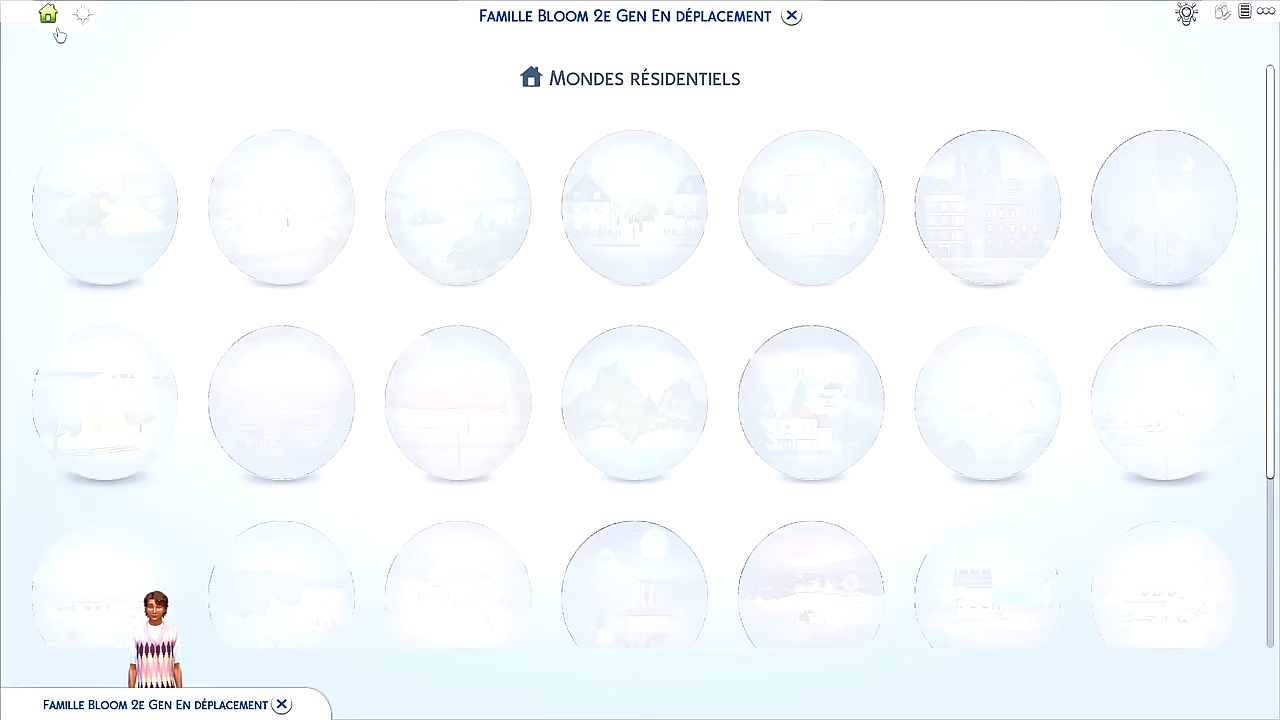 Famille Bloom 2e Gen En déplacement
Mondes résidentiels
Famille Bloom 2e Gen En déplacement